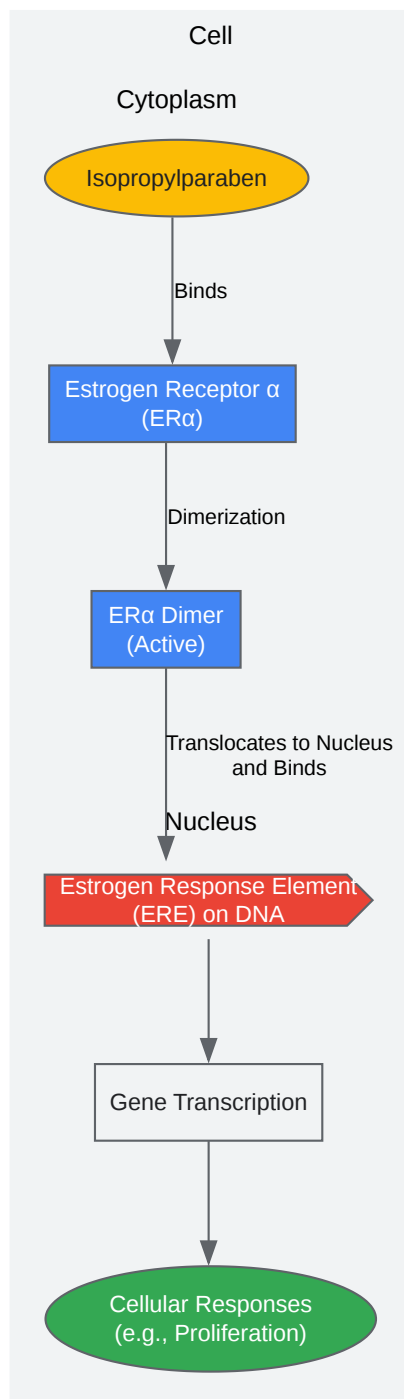 Cell
Cytoplasm
Isopropylparaben
Binds
Estrogen Receptor α
(ERα)
Dimerization
ERα Dimer
(Active)
Translocates to Nucleus
and Binds
Nucleus
Estrogen Response Element
(ERE) on DNA
Gene Transcription
Cellular Responses
(e.g., Proliferation)